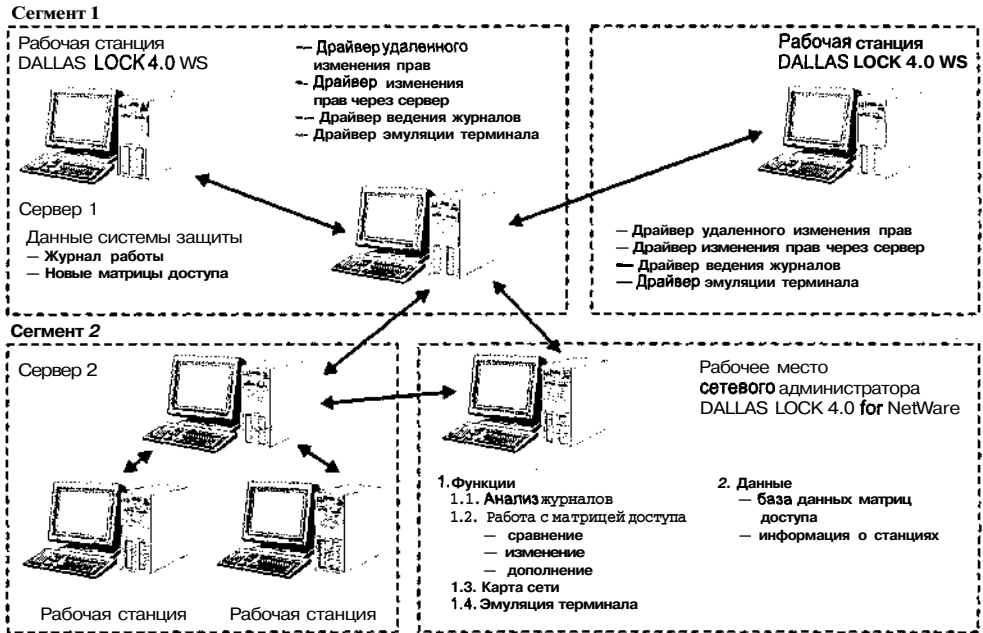 Сегмент 1
Рабочая станция
DALLAS LOCK 4.0 WS
— Драйвер удаленного
изменения прав
— Драйвер изменения
прав через сервер
— Драйвер ведения журналов
— Драйвер эмуляции терминала
Сервер 1
Данные системы защиты
— Журнал работы
— Новые матрицы доступа
Рабочая станция
DALLAS LOCK 4.0 WS
— Драйвер удаленного изменения прав
— Драйвер изменения прав через сервер
— Драйвер ведения журналов
— Драйвер эмуляции терминала
Сегмент 2
Сервер 2
Рабочая станция
Рабочая станция
Рабочее место
сетевого администратора
DALLAS LOCK 4.0 for NetWare
1. Функции
1.1. Анализ журналов
1.2. Работа с матрицей доступа
— сравнение
— изменение
— дополнение
1.3. Карта сети
1.4. Эмуляция терминала
2. Данные
— база данных матриц
доступа
— информация о станциях